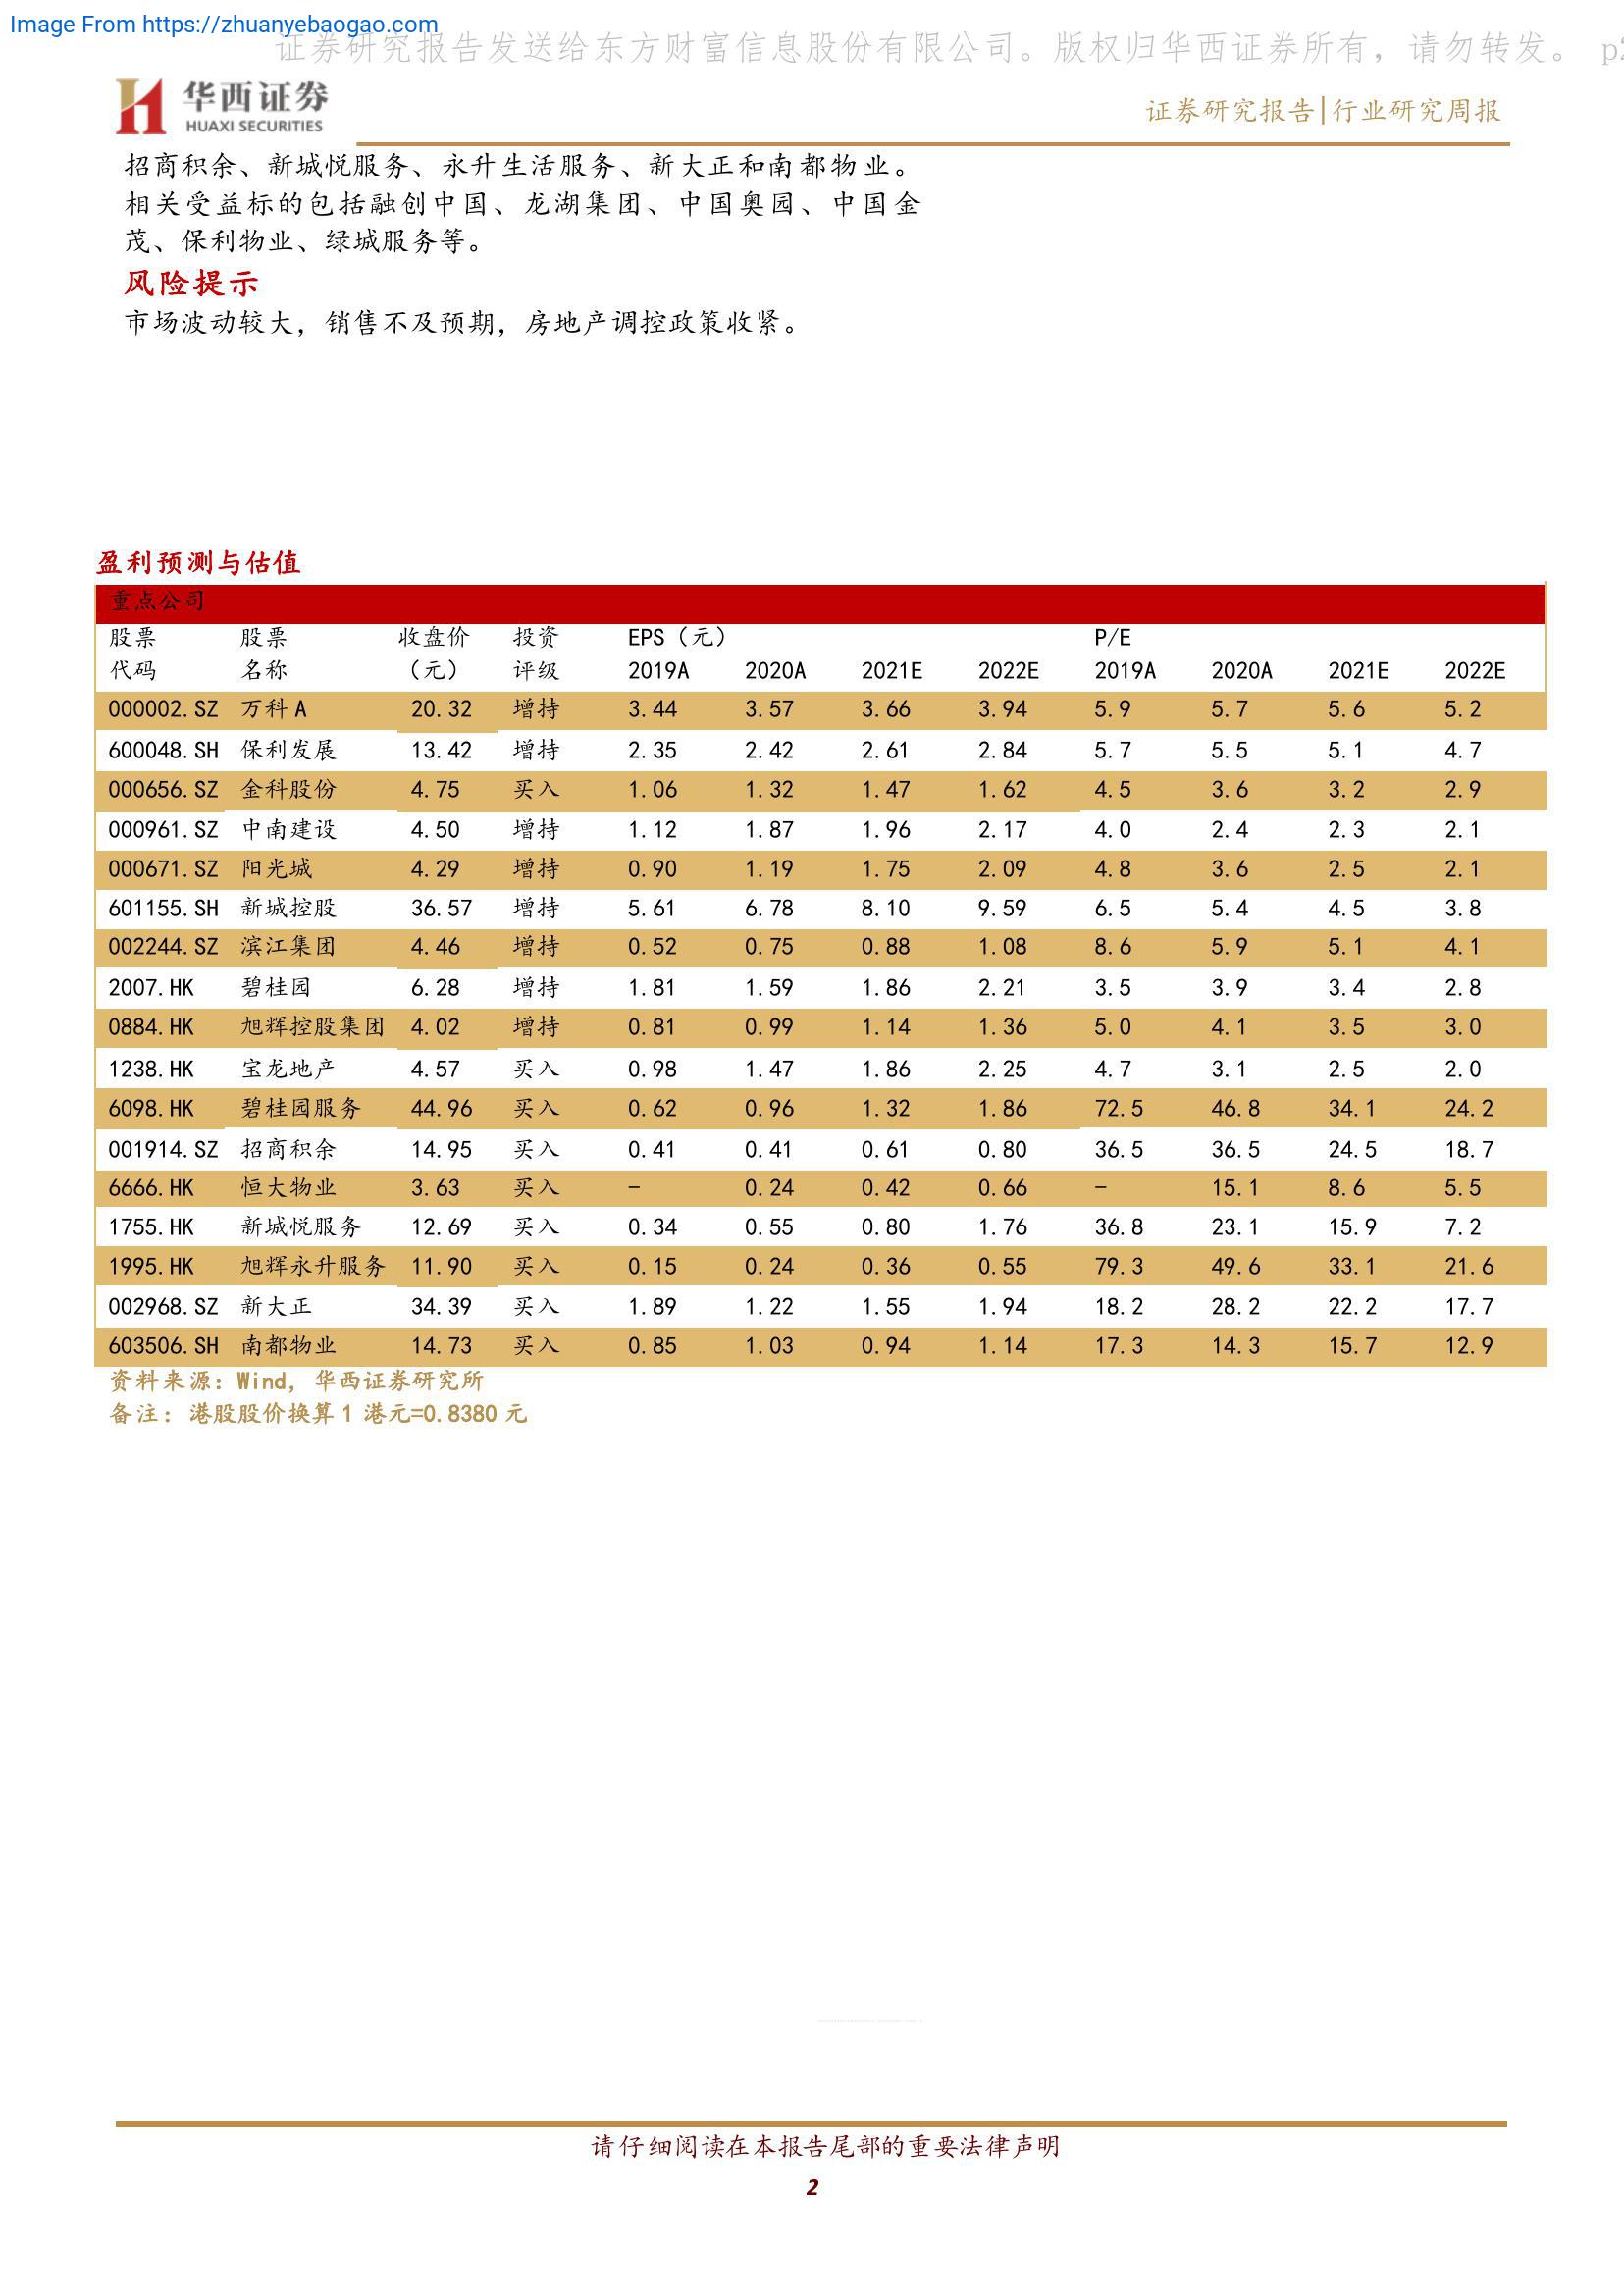 Image From https://zhuanyebaogao.com
证券研究报告发送给东方财富信息股份有限公司。版权归华西证券所有，请勿转发。 p2
华西证券
HUAXI SECURITIES
证券研究报告|行业研究周报
招商积余、新城悦服务、永升生活服务、新大正和南都物业。
相关受益标的包括融创中国、龙湖集团、中国奥园、中国金
茂、保利物业、绿城服务等。
风险提示
市场波动较大，销售不及预期，房地产调控政策收紧。
盈利预测与估值
重点公司
股票 股票 收盘价 投资 EPS（元） P/E
代码 名称 （元） 评级 2019A 2020A 2021E 2022E 2019A 2020A 2021E 2022E
000002.SZ 万科A 20.32 增持 3.44 3.57 3.66 3.94 5.9 5.7 5.6 5.2
600048.SH 保利发展 13.42 增持 2.35 2.42 2.61 2.84 5.7 5.5 5.1 4.7
000656.SZ 金科股份 4.75 买入 1.06 1.32 1.47 1.62 4.5 3.6 3.2 2.9
000961.SZ 中南建设 4.50 增持 1.12 1.87 1.96 2.17 4.0 2.4 2.3 2.1
000671.SZ 阳光城 4.29 增持 0.90 1.19 1.75 2.09 4.8 3.6 2.5 2.1
601155.SH 新城控股 36.57 增持 5.61 6.78 8.10 9.59 6.5 5.4 4.5 3.8
002244.SZ 滨江集团 4.46 增持 0.52 0.75 0.88 1.08 8.6 5.9 5.1 4.1
2007.HK 碧桂园 6.28 增持 1.81 1.59 1.86 2.21 3.5 3.9 3.4 2.8
0884.HK 旭辉控股集团 4.02 增持 0.81 0.99 1.14 1.36 5.0 4.1 3.5 3.0
1238.HK 宝龙地产 4.57 买入 0.98 1.47 1.86 2.25 4.7 3.1 2.5 2.0
6098.HK 碧桂园服务 44.96 买入 0.62 0.96 1.32 1.86 72.5 46.8 34.1 24.2
001914.SZ 招商积余 14.95 买入 0.41 0.41 0.61 0.80 36.5 36.5 24.5 18.7
6666.HK 恒大物业 3.63 买入 - 0.24 0.42 0.66 - 15.1 8.6 5.5
1755.HK 新城悦服务 12.69 买入 0.34 0.55 0.80 1.76 36.8 23.1 15.9 7.2
1995.HK 旭辉永升服务 11.90 买入 0.15 0.24 0.36 0.55 79.3 49.6 33.1 21.6
002968.SZ 新大正 34.39 买入 1.89 1.22 1.55 1.94 18.2 28.2 22.2 17.7
603506.SH 南都物业 14.73 买入 0.85 1.03 0.94 1.14 17.3 14.3 15.7 12.9
资料来源：Wind，华西证券研究所
备注：港股股价换算1港元=0.8380元
请仔细阅读在本报告尾部的重要法律声明
2